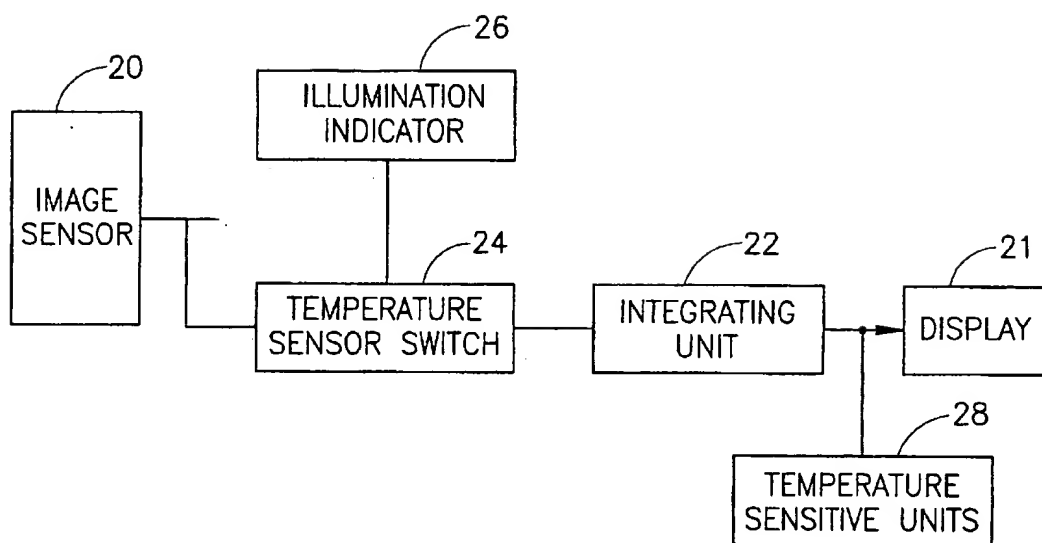 20
26
ILLUMINATION
INDICATOR
IMAGE
SENSOR
24
TEMPERATURE
SENSOR SWITCH
22
INTEGRATING
UNIT
21
DISPLAY
28
TEMPERATURE
SENSITIVE UNITS